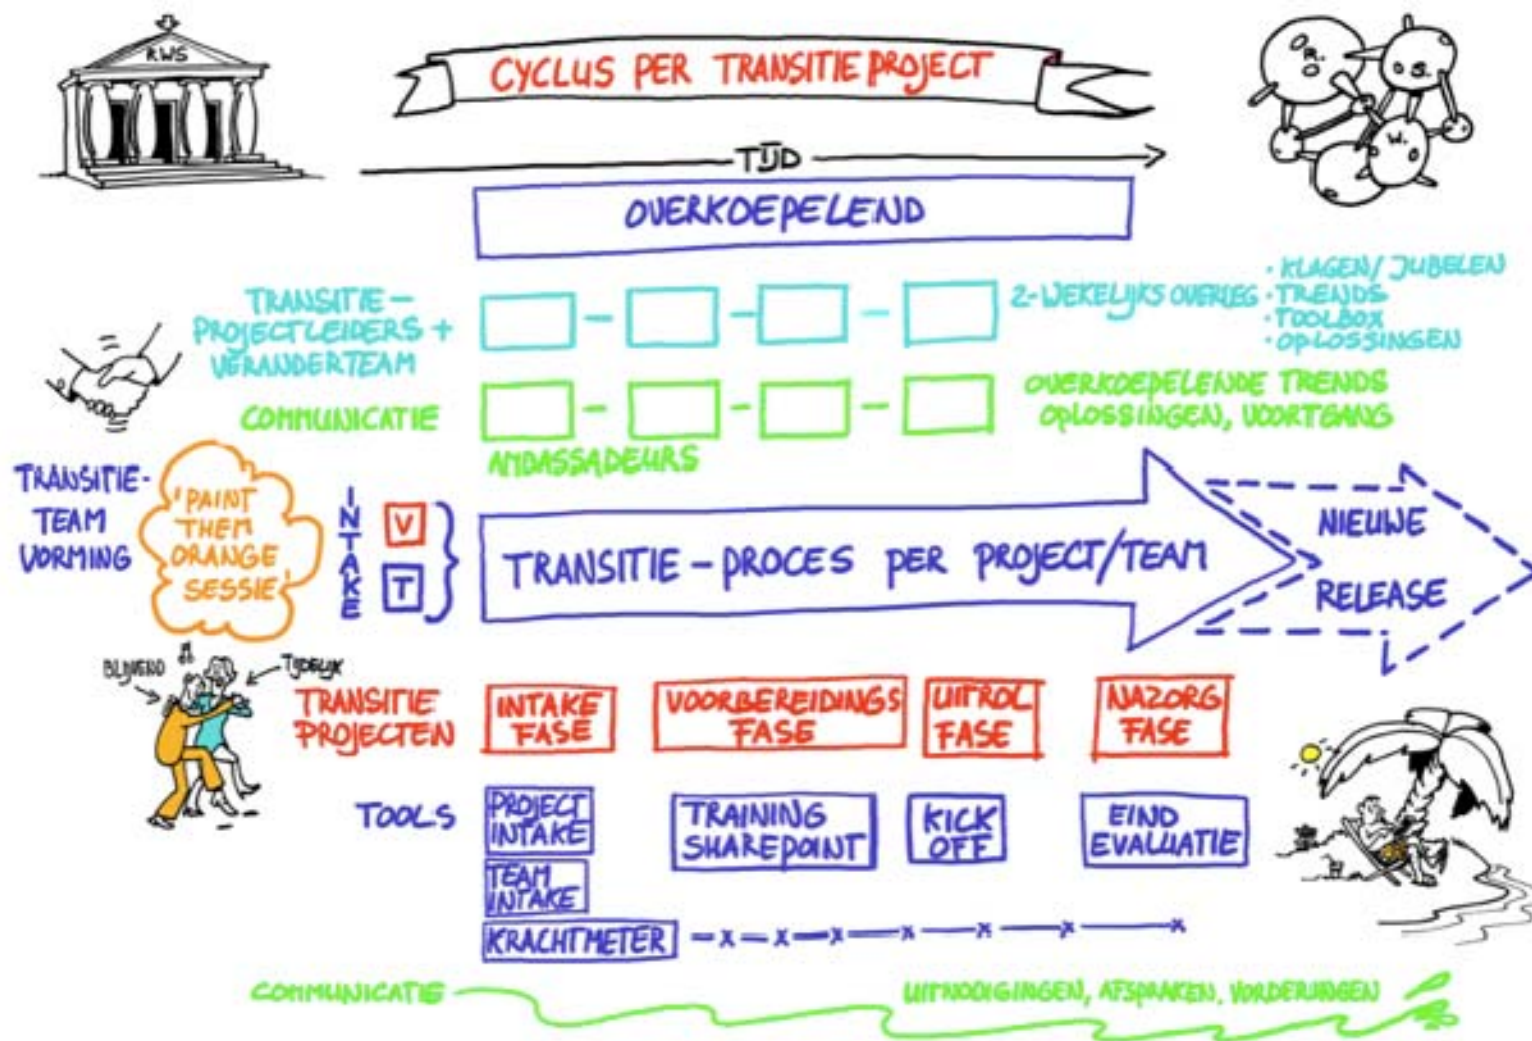 RWS
CYCLUS PER TRANSITIEPROJECT
R.
S.
W.
TIJD
OVERKOEPELEND
TRANSITIE-
PROJECTLEIDERS +
VERANDERTEAM
2-WEKELIJKS OVERLEG
· KLAGEN/JUBELEN
· TRENDS
· TOOLBOX
· OPLOSSINGEN
COMMUNICATIE
OVERKOEPELENDE TRENDS
OPLOSSINGEN, VOORTGANG
AMBASSADEURS
TRANSITIE-
TEAM
VORMING
'PAINT
THEM
ORANGE
SESSIE'
INTAKE
V
T
TRANSITIE-PROCES PER PROJECT/TEAM
NIEUWE
RELEASE
BLIJVEND
TIJDELIJK
TRANSITIE
PROJECTEN
INTAKE
FASE
VOORBEREIDINGS
FASE
UITROL
FASE
NAZORG
FASE
TOOLS
PROJECT
INTAKE
TRAINING
SHAREPOINT
KICK
OFF
EIND
EVALUATIE
TEAM
INTAKE
KRACHTMETER
COMMUNICATIE
UITNODIGINGEN, AFSPRAKEN, VORDERINGEN